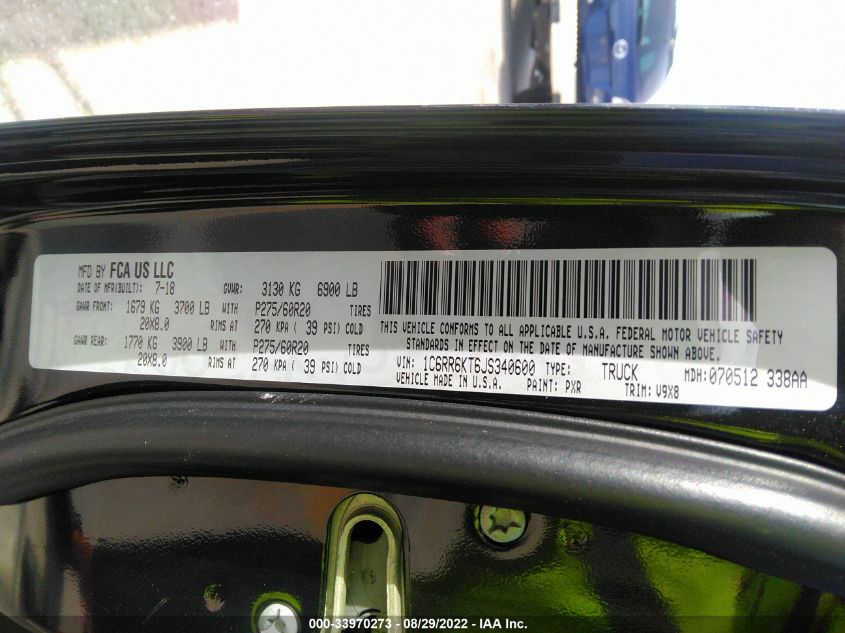 MFD BY FCA US LLC
DATE OF MFR(BUILT): 7-18 GVWR: 3130 KG 6900 LB
GAWR FRONT: 1679 KG 3700 LB WITH P275/60R20 TIRES
20X8.0 RIMS AT 270 KPA ( 39 PSI) COLD
GAWR REAR: 1770 KG 3900 LB WITH P275/60R20 TIRES
20X8.0 RIMS AT 270 KPA ( 39 PSI) COLD
THIS VEHICLE CONFORMS TO ALL APPLICABLE U.S.A. FEDERAL MOTOR VEHICLE SAFETY
STANDARDS IN EFFECT ON THE DATE OF MANUFACTURE SHOWN ABOVE.
VIN: 1C6RR6KT6JS340600 TYPE: TRUCK MDH: 070512 338AA
VEHICLE MADE IN U.S.A. PAINT: PXR TRIM: V9X8
000-33970273 - 08/29/2022 - IAA Inc.